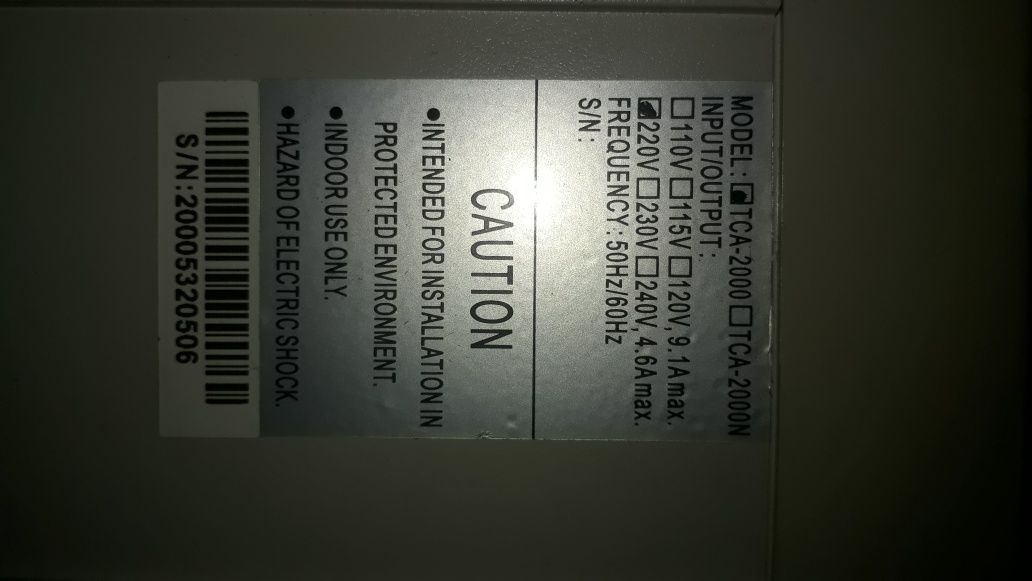 MODEL : ☑TCA-2000 ☐TCA-2000N
INPUT/OUTPUT :
☐110V ☐115V ☐120V, 9.1A max.
☑220V ☐230V ☐240V, 4.6A max.
FREQUENCY : 50Hz/60Hz
S/N :
CAUTION
●INTENDED FOR INSTALLATION IN
PROTECTED ENVIRONMENT.
●INDOOR USE ONLY.
●HAZARD OF ELECTRIC SHOCK.
S/N:20005320506